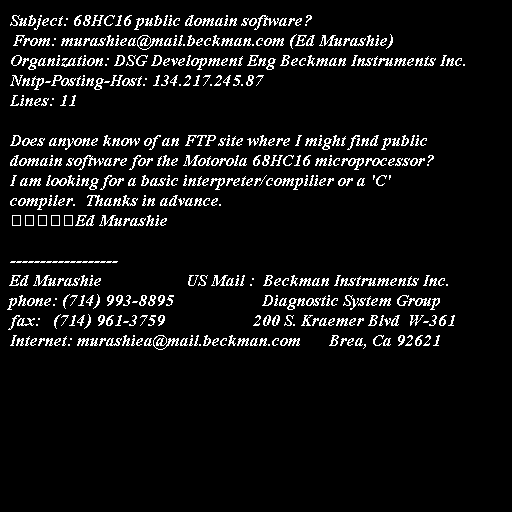 Subject: 68HC16 public domain software?
From: murashiea@mail.beckman.com (Ed Murashie)
Organization: DSG Development Eng Beckman Instruments Inc.
Nntp-Posting-Host: 134.217.245.87
Lines: 11

Does anyone know of an FTP site where I might find public
domain software for the Motorola 68HC16 microprocessor?
I am looking for a basic interpreter/compilier or a 'C'
compiler.  Thanks in advance.
□□□□□Ed Murashie

------------------
Ed Murashie                    US Mail :  Beckman Instruments Inc.
phone: (714) 993-8895                     Diagnostic System Group
fax:   (714) 961-3759                     200 S. Kraemer Blvd  W-361
Internet: murashiea@mail.beckman.com       Brea, Ca 92621